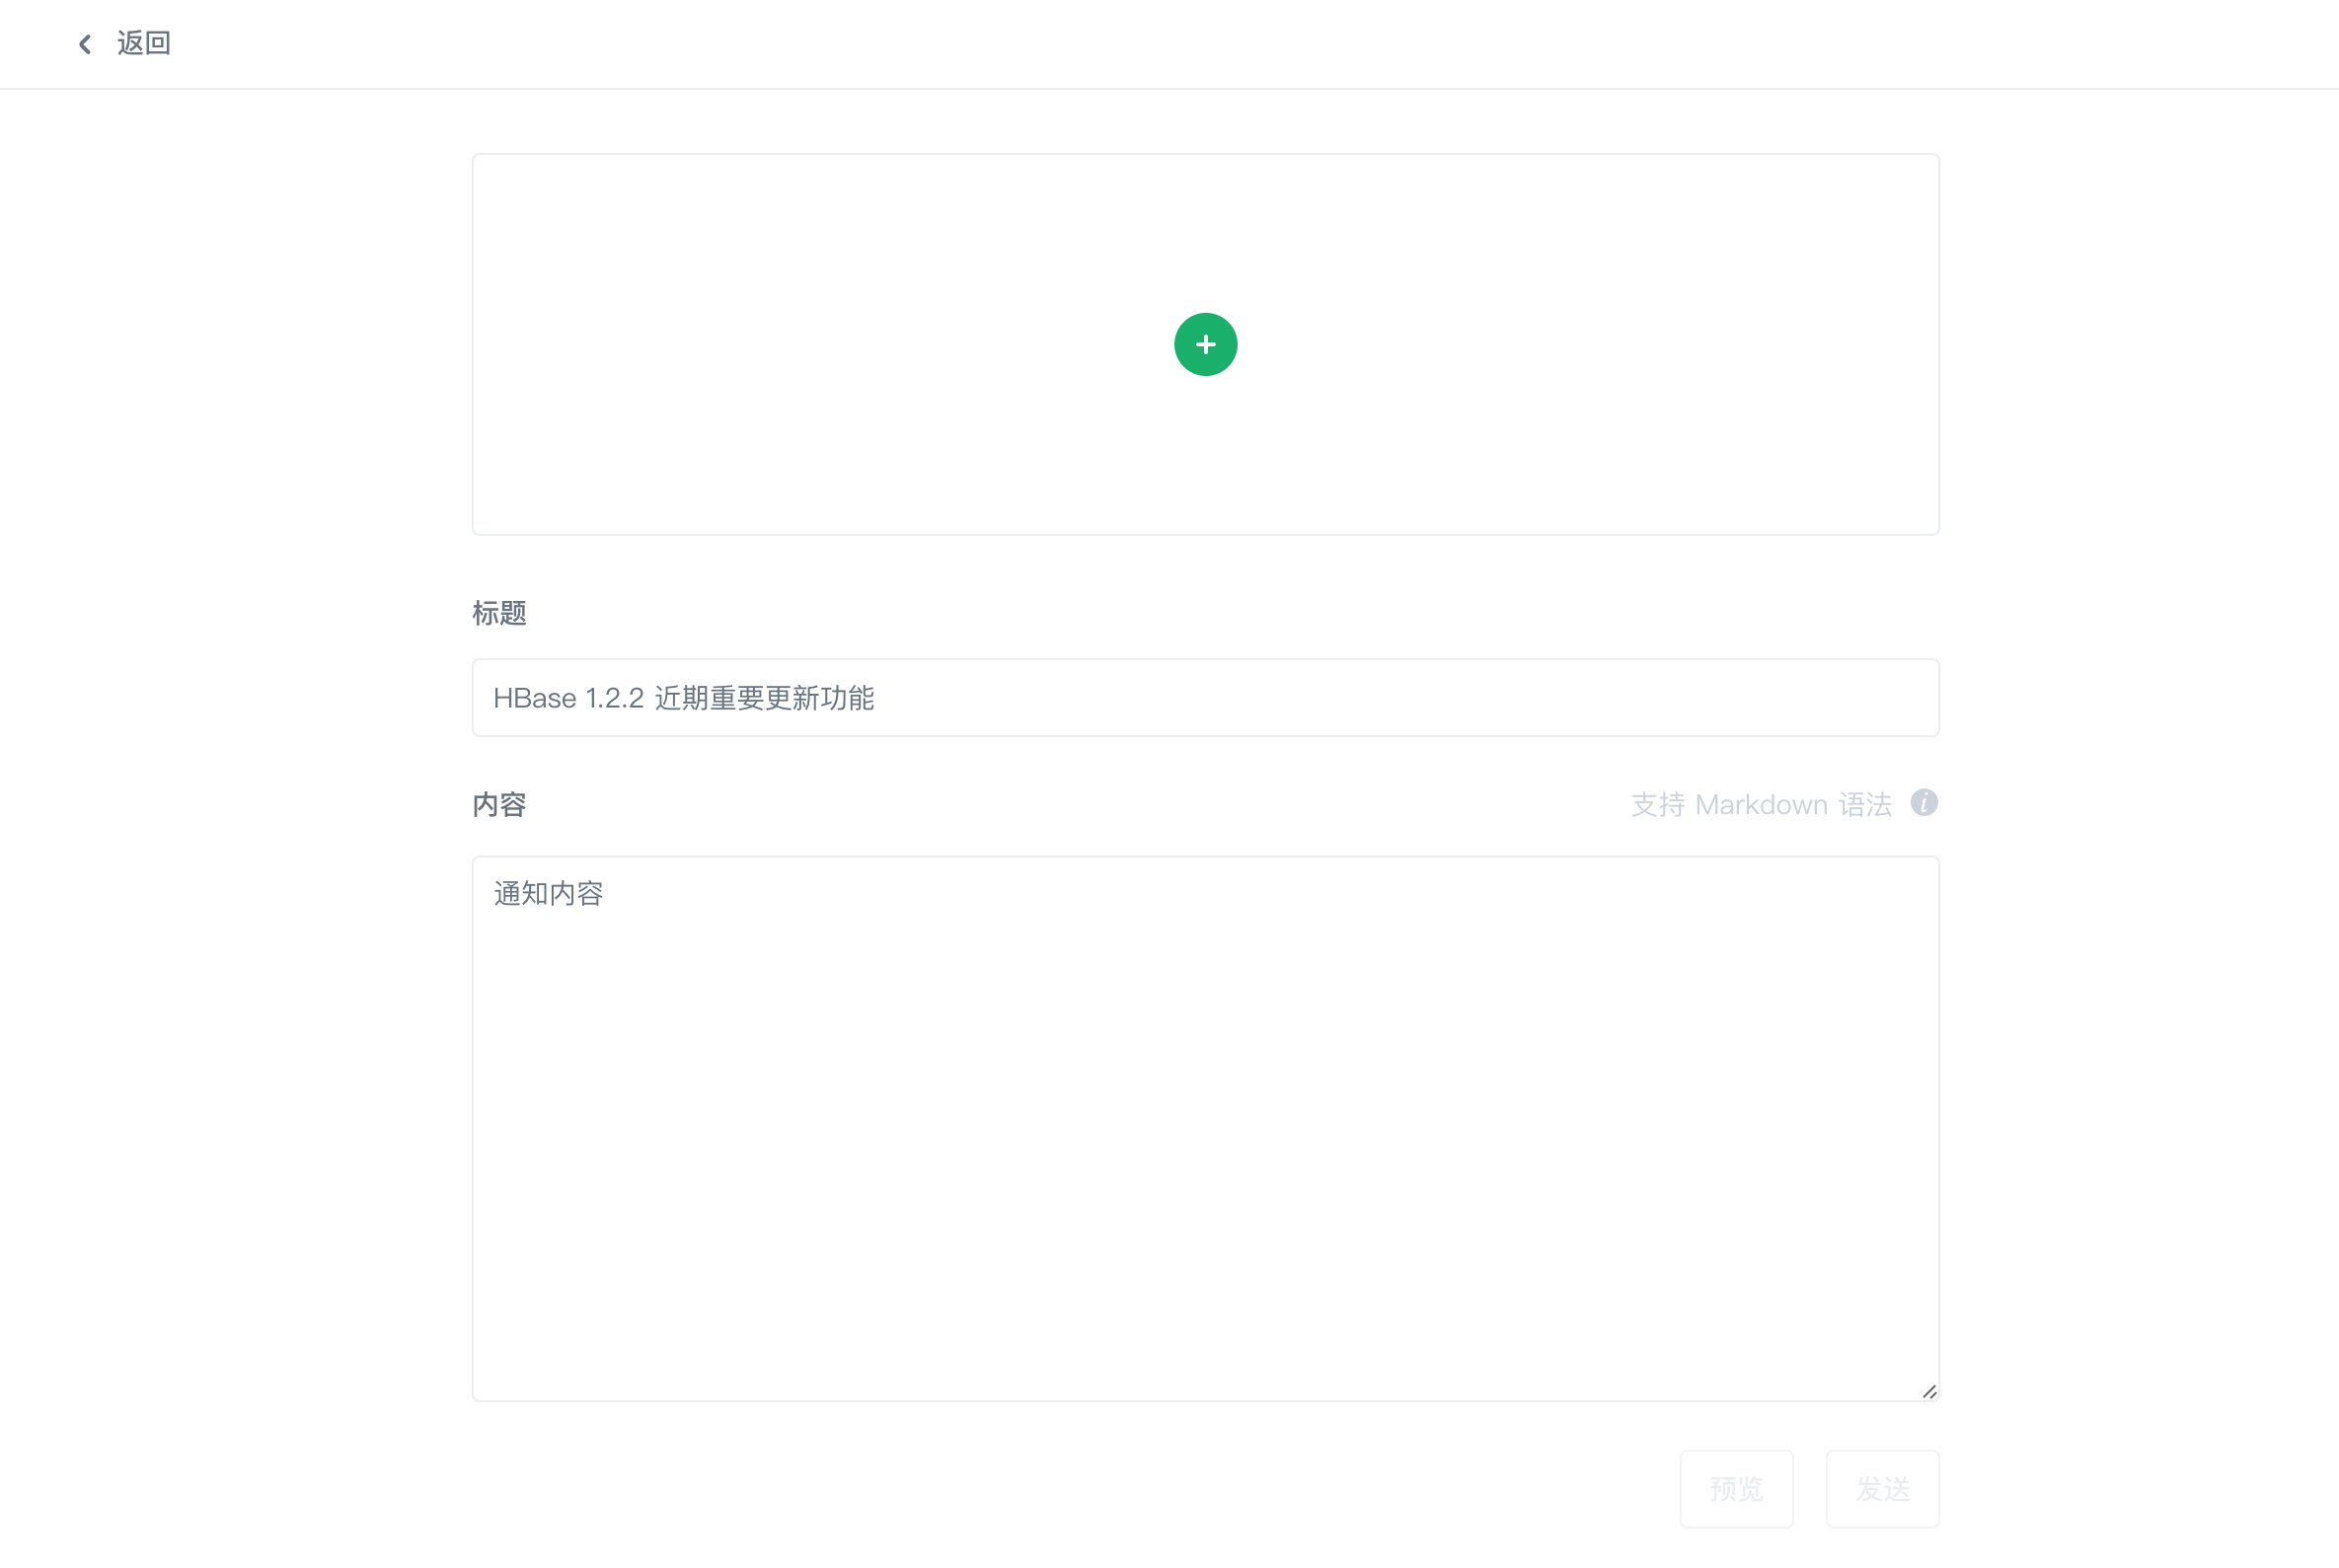 返回
标题
HBase 1.2.2 近期重要更新功能
内容
支持 Markdown 语法
通知内容
预览
发送